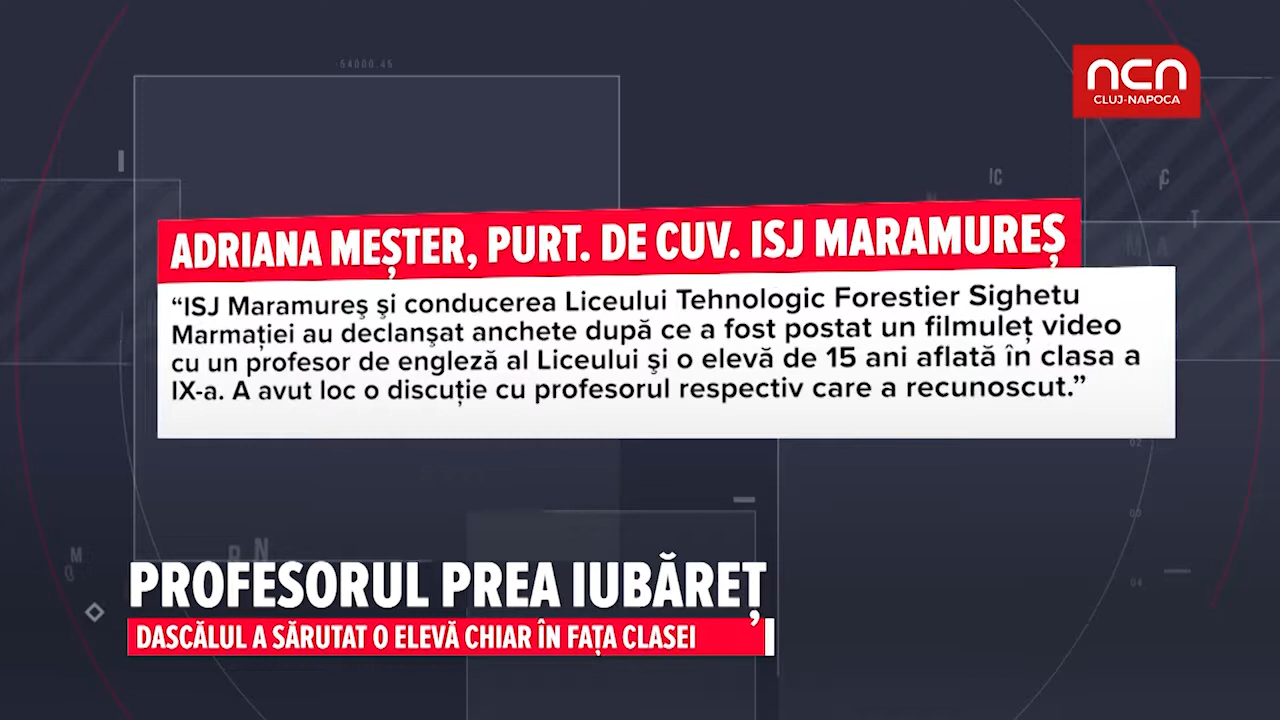 54000.45
ncn
CLUJ-NAPOCA
ADRIANA MEȘTER, PURT. DE CUV. ISJ MARAMUREȘ
“ISJ Maramureş şi conducerea Liceului Tehnologic Forestier Sighetu
Marmației au declanşat anchete după ce a fost postat un filmuleț video
cu un profesor de engleză al Liceului şi o elevă de 15 ani aflată în clasa a
IX-a. A avut loc o discuție cu profesorul respectiv care a recunoscut.”
PROFESORUL PREA IUBĂREȚ
DASCĂLUL A SĂRUTAT O ELEVĂ CHIAR ÎN FAȚA CLASEI